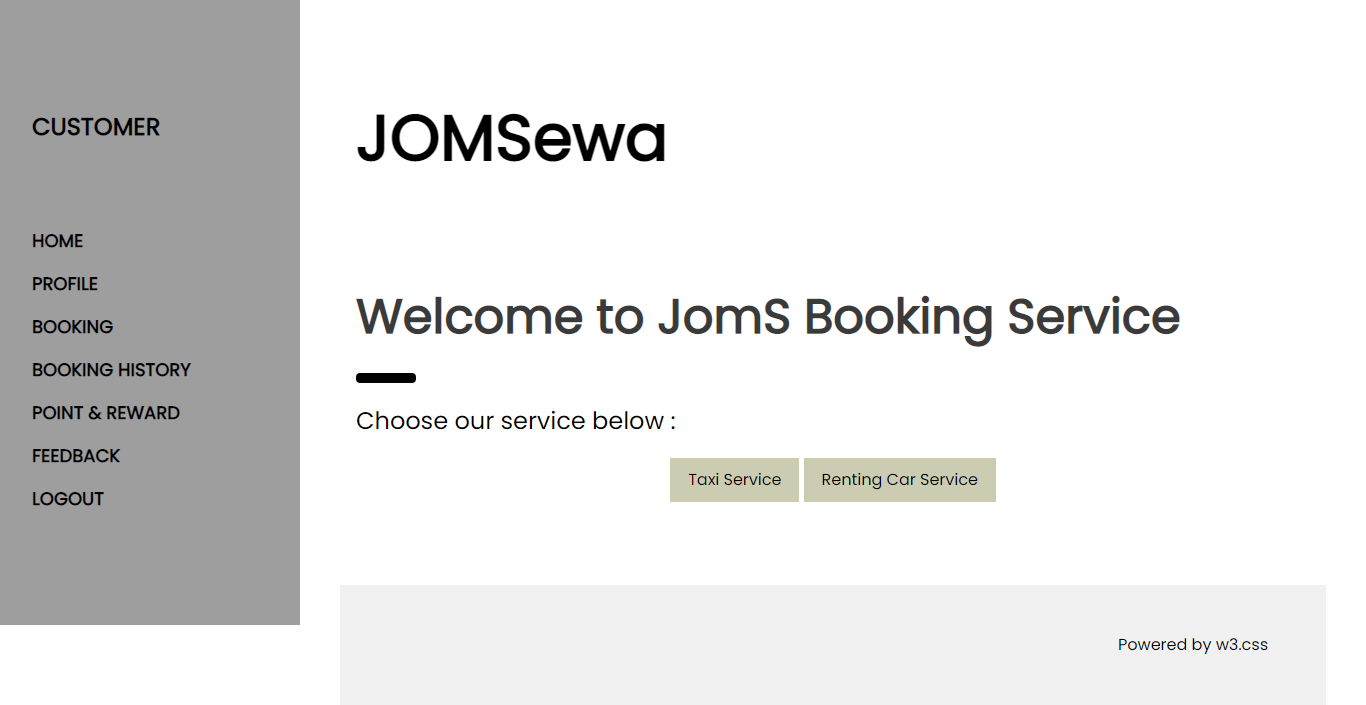 CUSTOMER
HOME
PROFILE
BOOKING
BOOKING HISTORY
POINT & REWARD
FEEDBACK
LOGOUT
JOMSewa
Welcome to JomS Booking Service
Choose our service below :
Taxi Service
Renting Car Service
Powered by w3.css